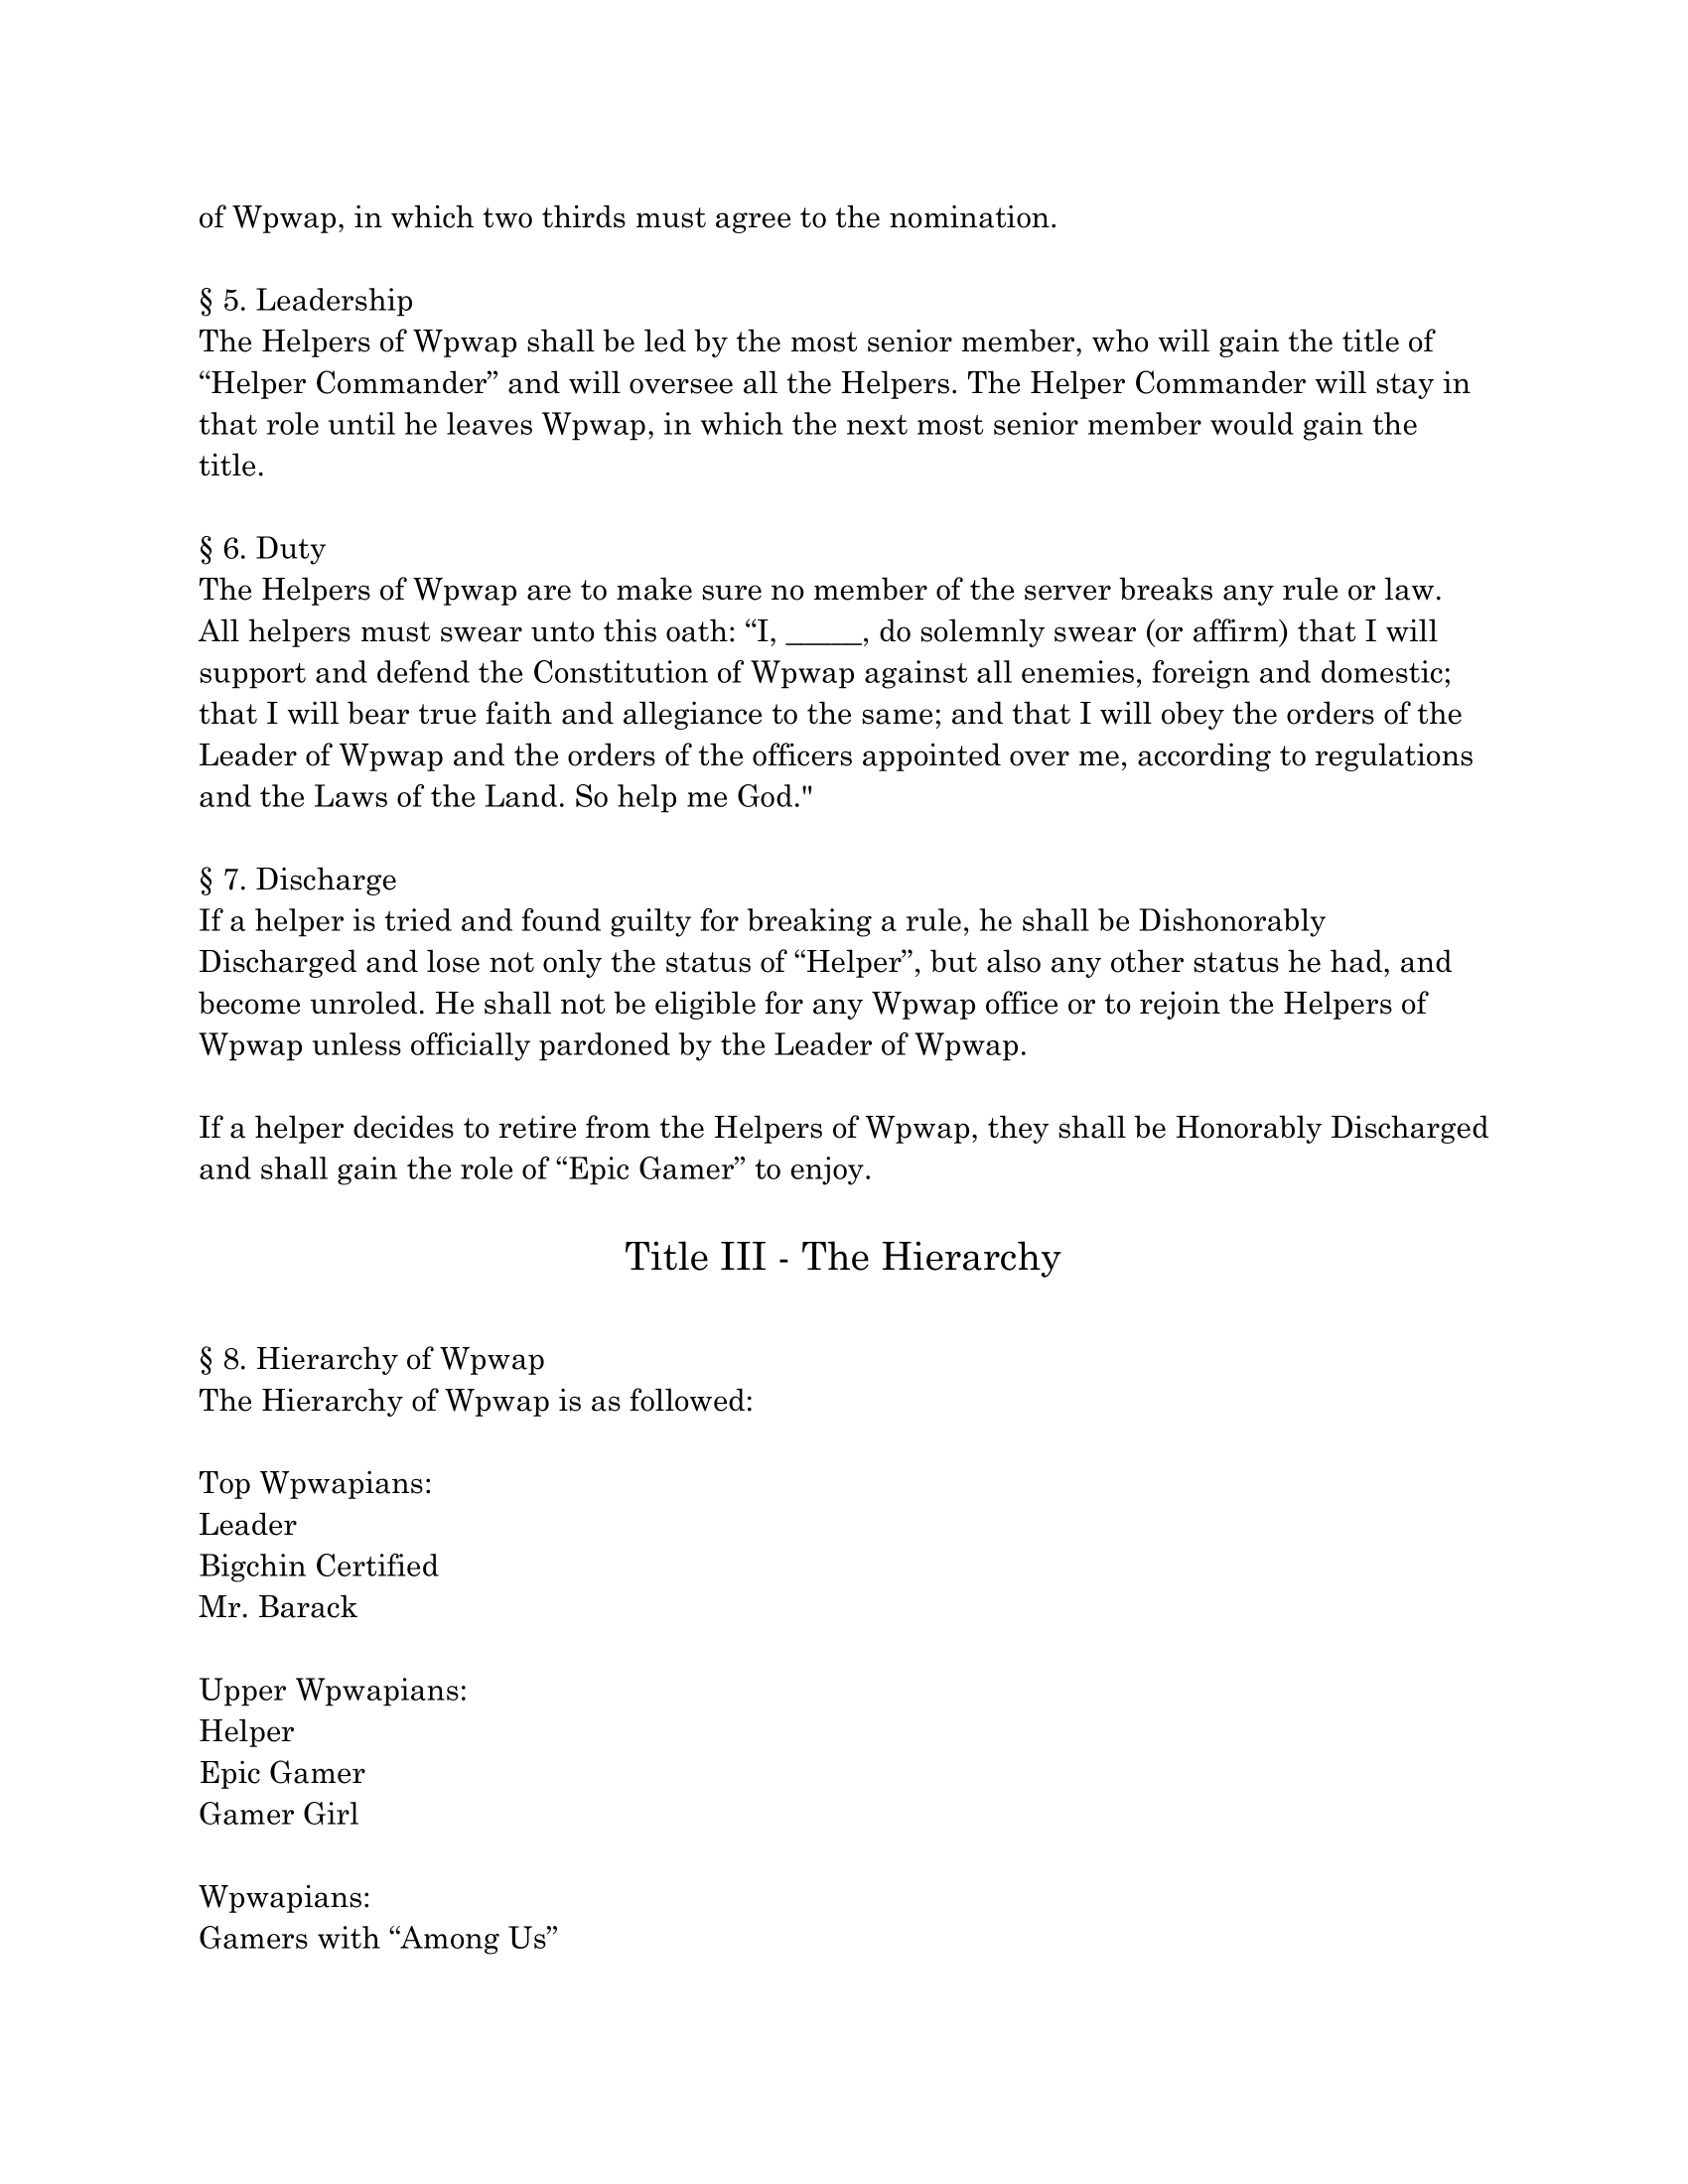 of Wpwap, in which two thirds must agree to the nomination.
§ 5. Leadership
The Helpers of Wpwap shall be led by the most senior member, who will gain the title of
“Helper Commander” and will oversee all the Helpers. The Helper Commander will stay in
that role until he leaves Wpwap, in which the next most senior member would gain the
title.
§ 6. Duty
The Helpers of Wpwap are to make sure no member of the server breaks any rule or law.
All helpers must swear unto this oath: “I, _____, do solemnly swear (or affirm) that I will
support and defend the Constitution of Wpwap against all enemies, foreign and domestic;
that I will bear true faith and allegiance to the same; and that I will obey the orders of the
Leader of Wpwap and the orders of the officers appointed over me, according to regulations
and the Laws of the Land. So help me God."
§ 7. Discharge
If a helper is tried and found guilty for breaking a rule, he shall be Dishonorably
Discharged and lose not only the status of “Helper”, but also any other status he had, and
become unroled. He shall not be eligible for any Wpwap office or to rejoin the Helpers of
Wpwap unless officially pardoned by the Leader of Wpwap.
If a helper decides to retire from the Helpers of Wpwap, they shall be Honorably Discharged
and shall gain the role of “Epic Gamer” to enjoy.
Title III - The Hierarchy
§ 8. Hierarchy of Wpwap
The Hierarchy of Wpwap is as followed:
Top Wpwapians:
Leader
Bigchin Certified
Mr. Barack
Upper Wpwapians:
Helper
Epic Gamer
Gamer Girl
Wpwapians:
Gamers with “Among Us”